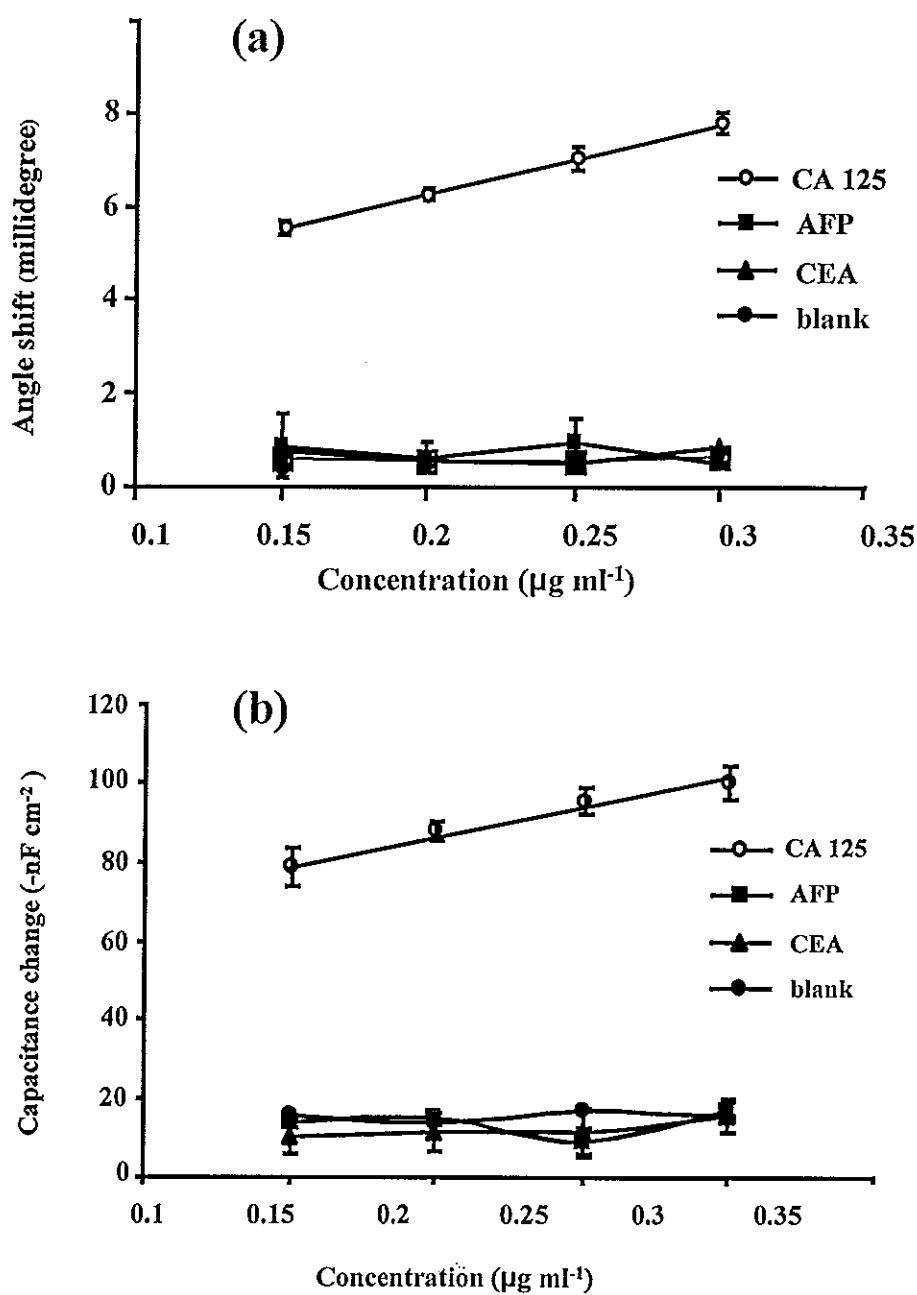 (a)
8
6
4
2
0
Angle shift (millidegree)
CA 125
AFP
CEA
blank
0.1 0.15 0.2 0.25 0.3 0.35
Concentration (µg ml⁻¹)
(b)
120
100
80
60
40
20
0
Capacitance change (-nF cm⁻²)
CA 125
AFP
CEA
blank
0.1 0.15 0.2 0.25 0.3 0.35
Concentration (µg ml⁻¹)